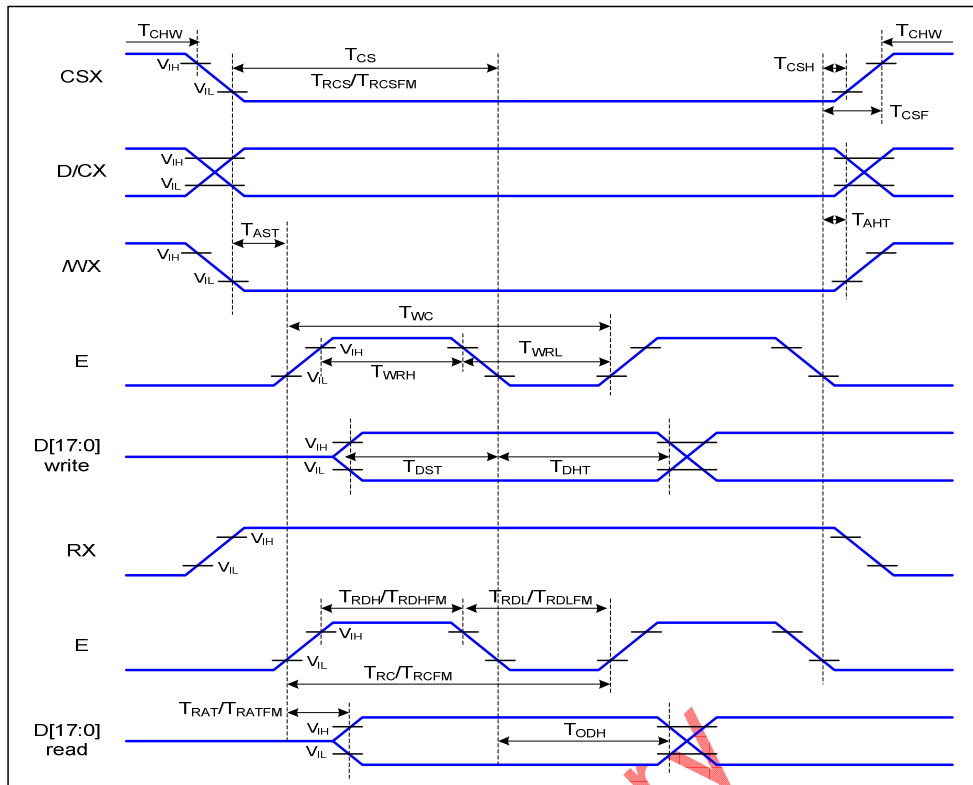 TCHW
TCHW
TCS
TCSH
CSX
VIH
VIL
TRCS/TRCSFM
TCSF
D/CX
VIH
VIL
TAST
TAHT
/WX
VIH
VIL
TWC
E
VIH
VIL
TWRH
TWRL
D[17:0]
write
VIH
VIL
TDST
TDHT
RX
VIH
VIL
TRDH/TRDHFM
TRDL/TRDLFM
E
VIH
VIL
TRC/TRCFM
TRAT/TRATFM
D[17:0]
read
VIH
VIL
TODH